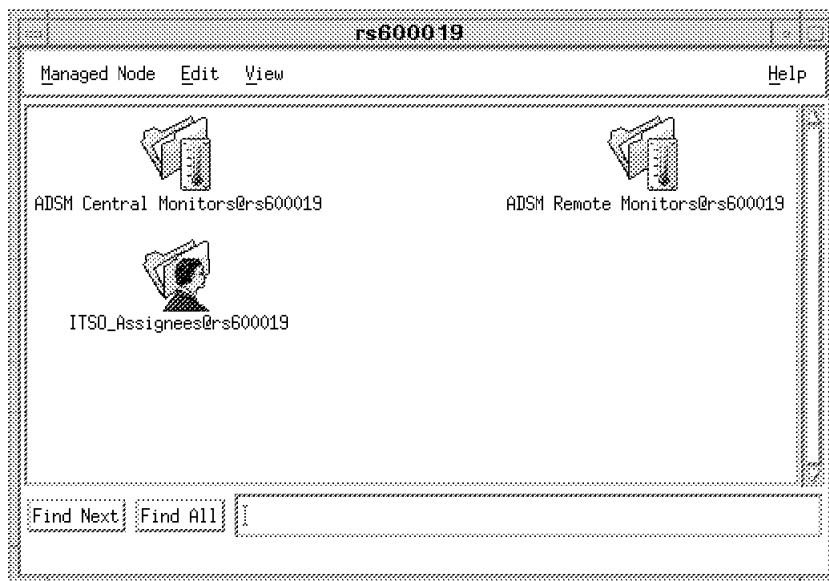 rs600019
Managed Node Edit View Help
ADSM Central Monitors@rs600019 ADSM Remote Monitors@rs600019
ITSO_Assignees@rs600019
Find Next Find All